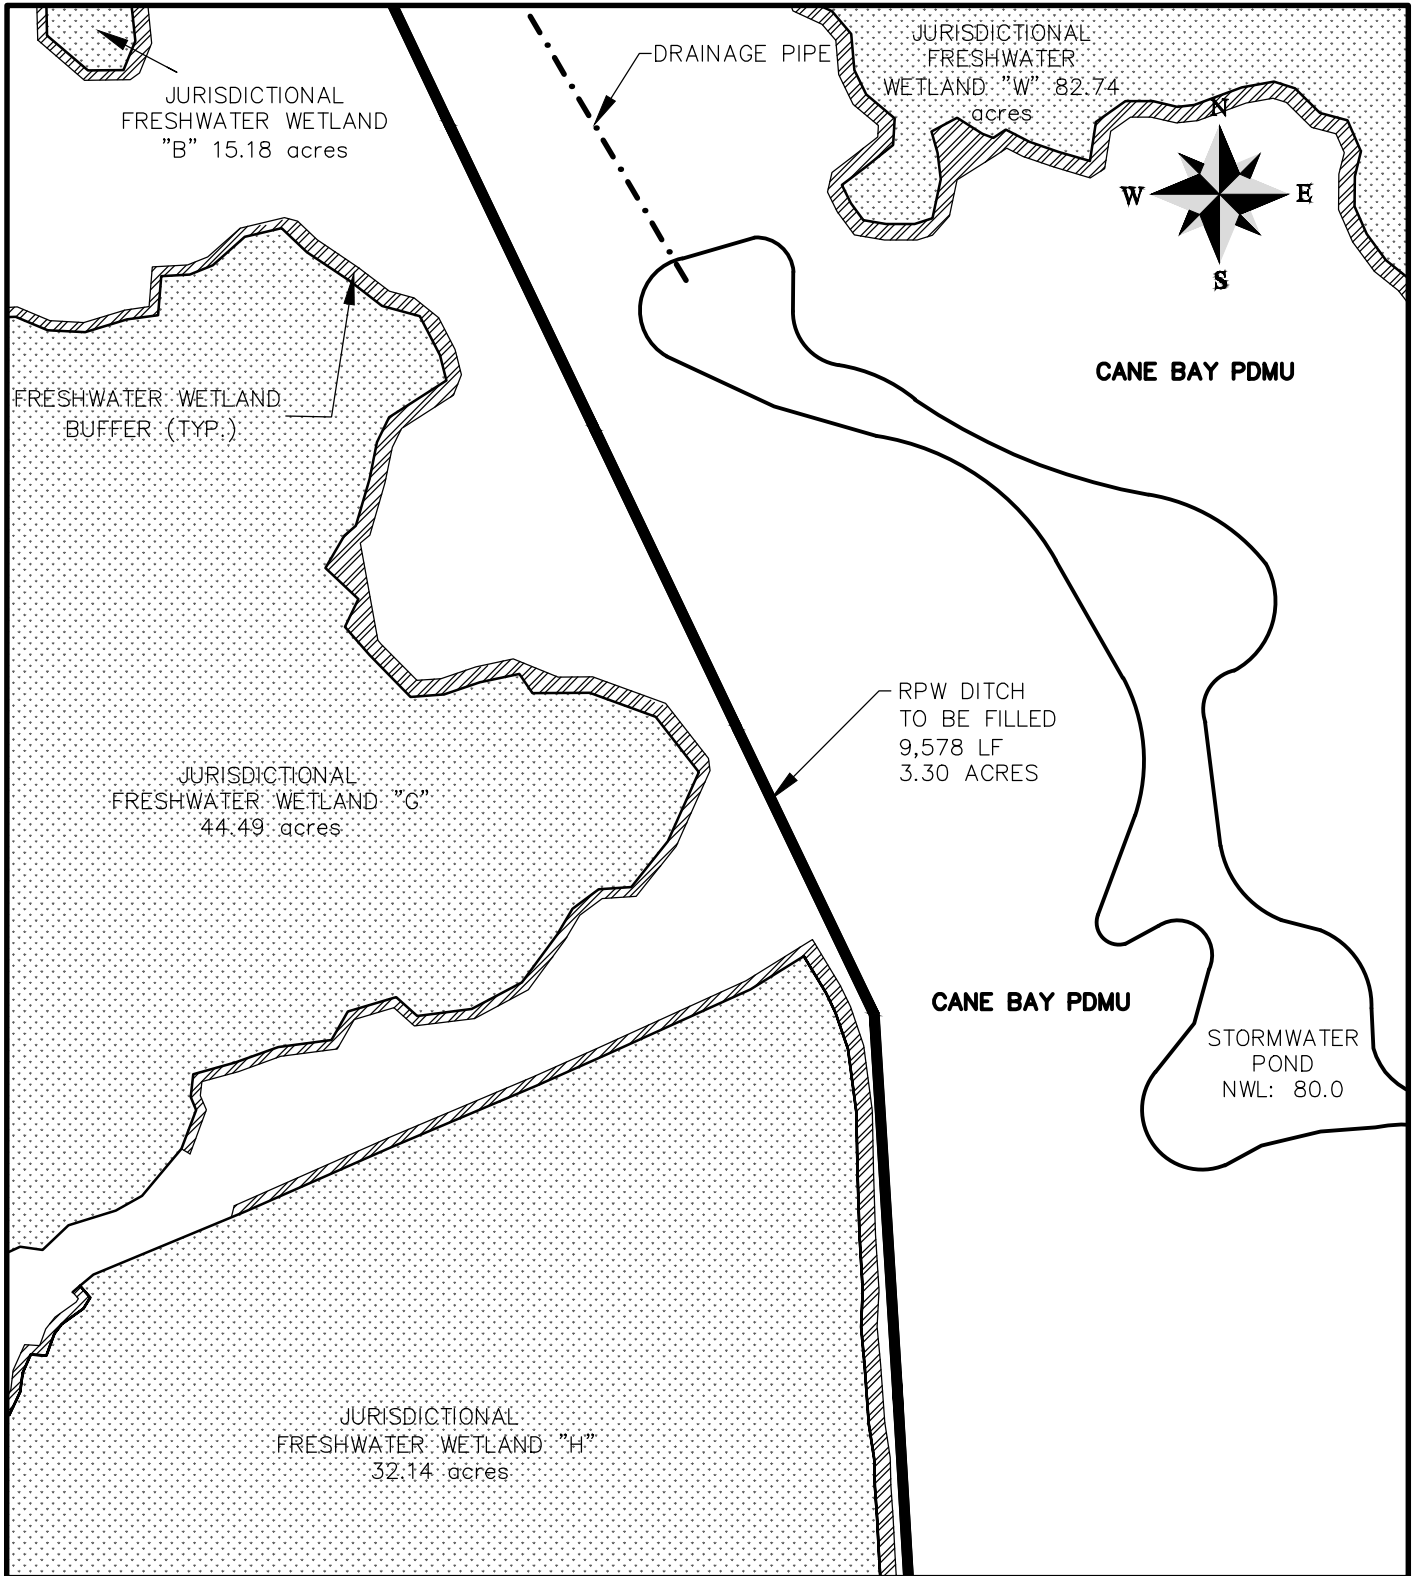 JURISDICTIONAL
FRESHWATER WETLAND
"B" 15.18 acres
DRAINAGE PIPE
JURISDICTIONAL
FRESHWATER
WETLAND "W" 82.74
acres
N
W
E
S
CANE BAY PDMU
FRESHWATER WETLAND
BUFFER (TYP.)
RPW DITCH
TO BE FILLED
9,578 LF
3.30 ACRES
JURISDICTIONAL
FRESHWATER WETLAND "G"
44.49 acres
CANE BAY PDMU
STORMWATER
POND
NWL: 80.0
JURISDICTIONAL
FRESHWATER WETLAND "H"
32.14 acres